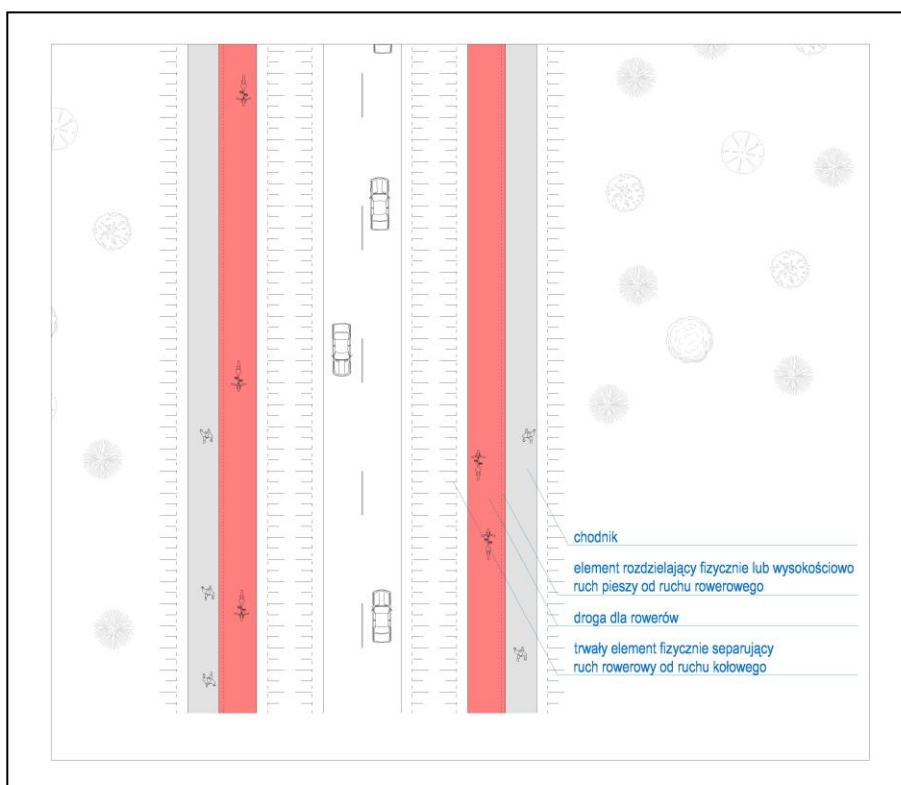 chodnik
element rozdzielający fizycznie lub wysokościowo
ruch pieszy od ruchu rowerowego
droga dla rowerów
trwały element fizycznie separujący
ruch rowerowy od ruchu kołowego